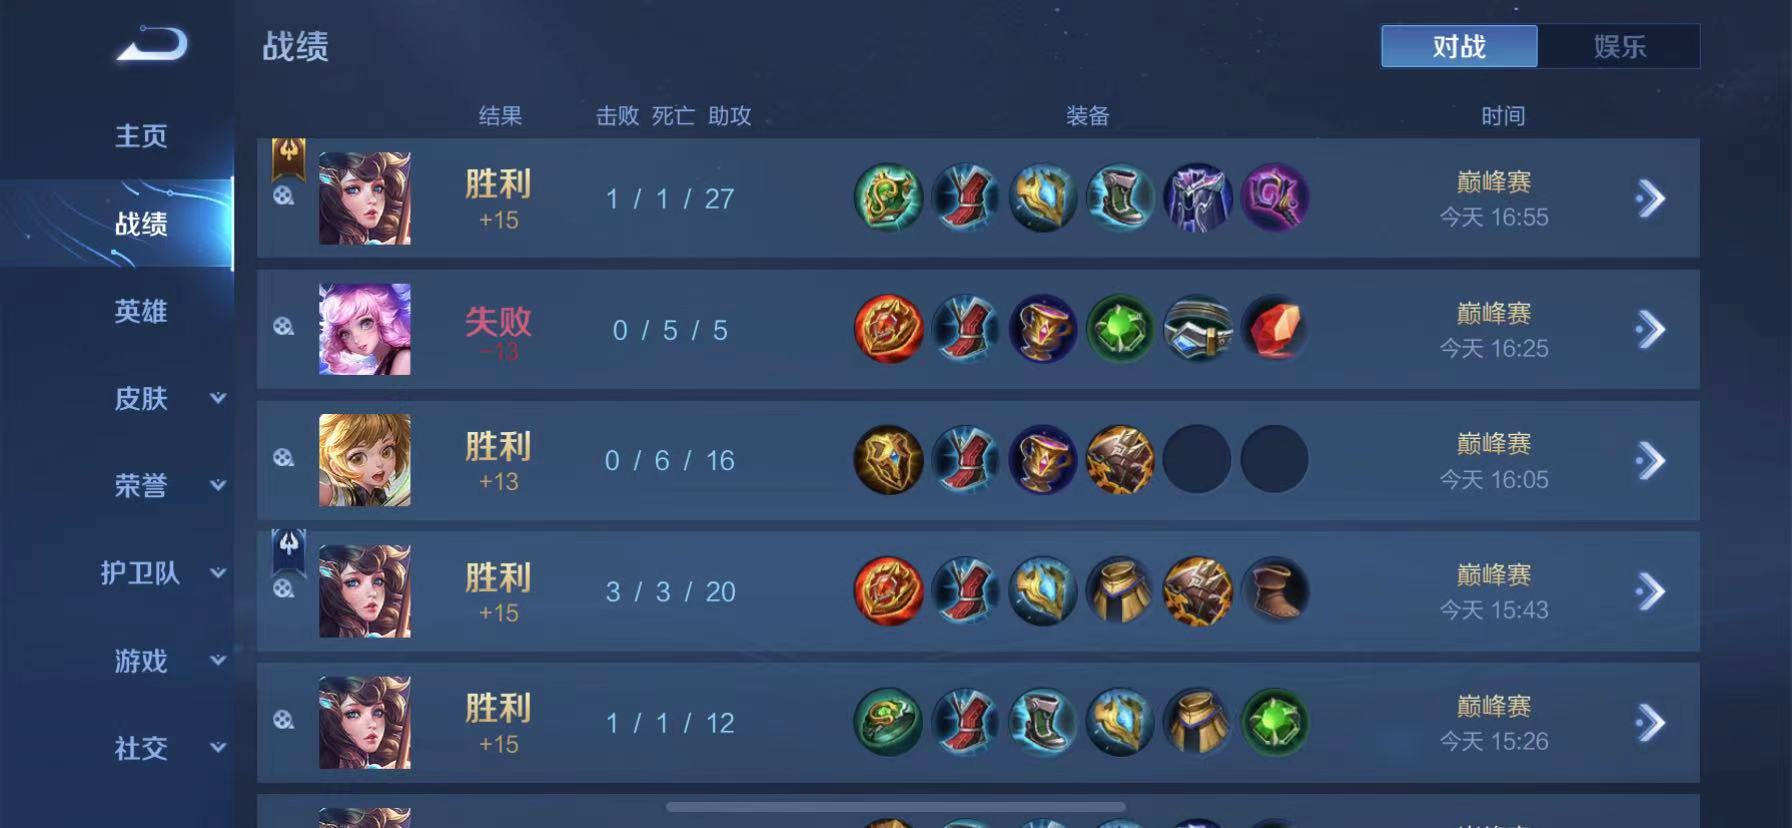 战绩
对战 娱乐
结果 击败 死亡 助攻 装备 时间
主页
战绩
英雄
皮肤
荣誉
护卫队
游戏
社交
胜利 1 / 1 / 27 巅峰赛
+15 今天 16:55
失败 0 / 5 / 5 巅峰赛
-13 今天 16:25
胜利 0 / 6 / 16 巅峰赛
+13 今天 16:05
胜利 3 / 3 / 20 巅峰赛
+15 今天 15:43
胜利 1 / 1 / 12 巅峰赛
+15 今天 15:26